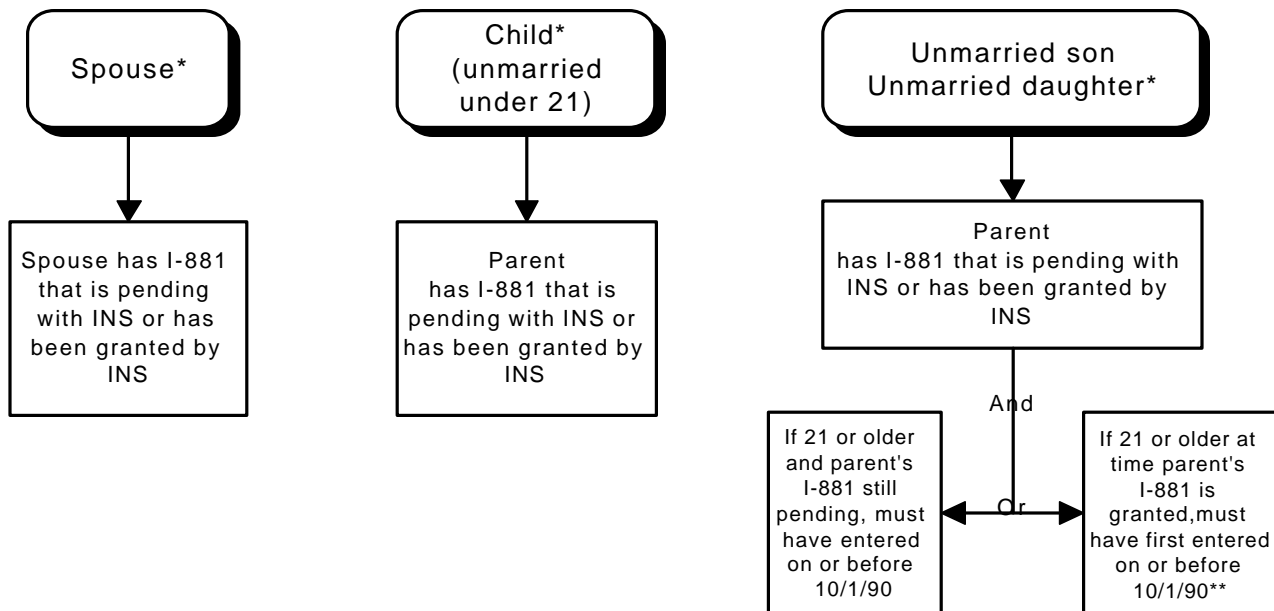 Spouse*
Child*
(unmarried
under 21)
Unmarried son
Unmarried daughter*
Spouse has I-881
that is pending
with INS or has
been granted by
INS
Parent
has I-881 that is
pending with INS or
has been granted by
INS
Parent
has I-881 that is pending with
INS or has been granted by
INS
And
If 21 or older
and parent's
I-881 still
pending, must
have entered
on or before
10/1/90
Or
If 21 or older at
time parent's
I-881 is
granted,must
have first entered
on or before
10/1/90**